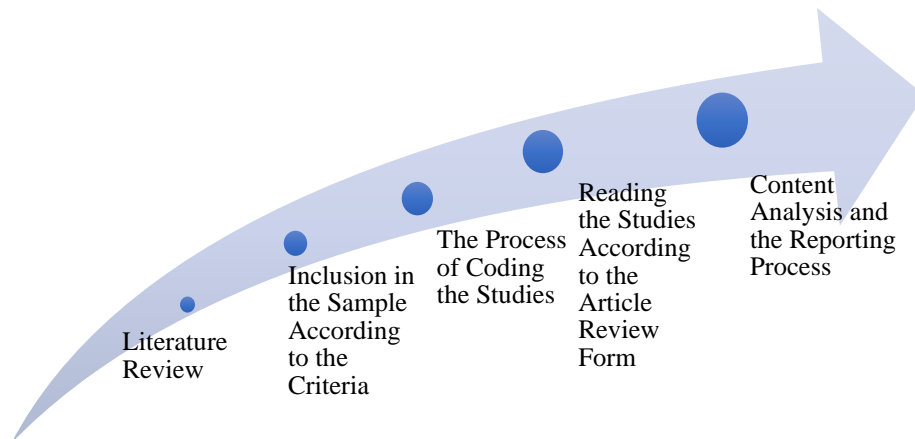 Literature
Review
Inclusion in
the Sample
According
to the
Criteria
The Process
of Coding
the Studies
Reading
the Studies
According
to the
Article
Review
Form
Content
Analysis and
the Reporting
Process